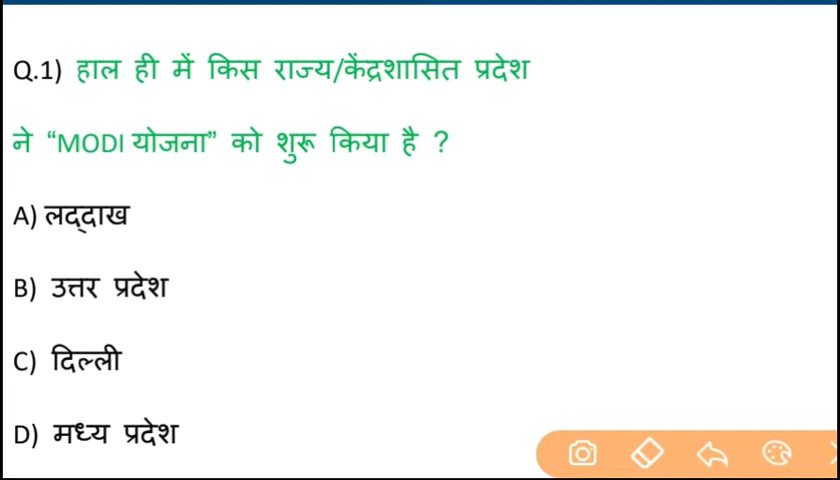 Q.1) हाल ही में किस राज्य/केंद्रशासित प्रदेश
ने “MODI योजना” को शुरू किया है ?
A) लद्दाख
B) उत्तर प्रदेश
C) दिल्ली
D) मध्य प्रदेश